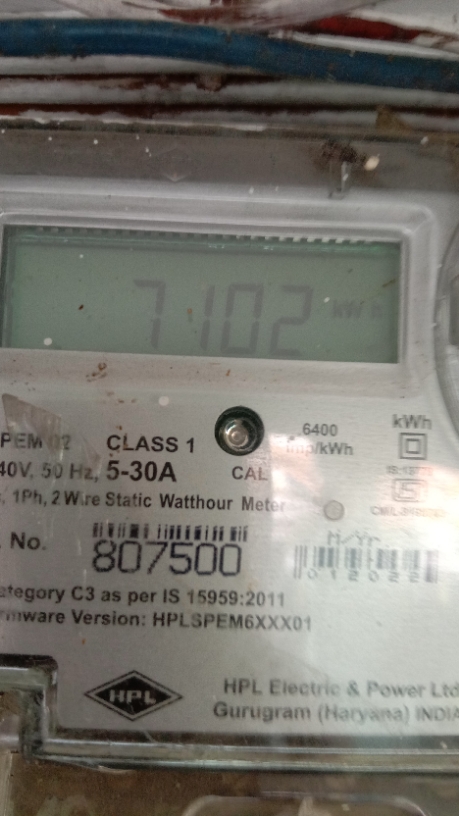 7102 kWh
kWh
6400
imp/kWh
PEM 02 CLASS 1
40V, 50 Hz, 5-30A CAL
1Ph, 2 Wire Static Watthour Meter
No. 807500
M/Yr.
012022
ategory C3 as per IS 15959:2011
rmware Version: HPLSPEM6XXX01
HPL
HPL Electric & Power Ltd
Gurugram (Haryana) INDIA